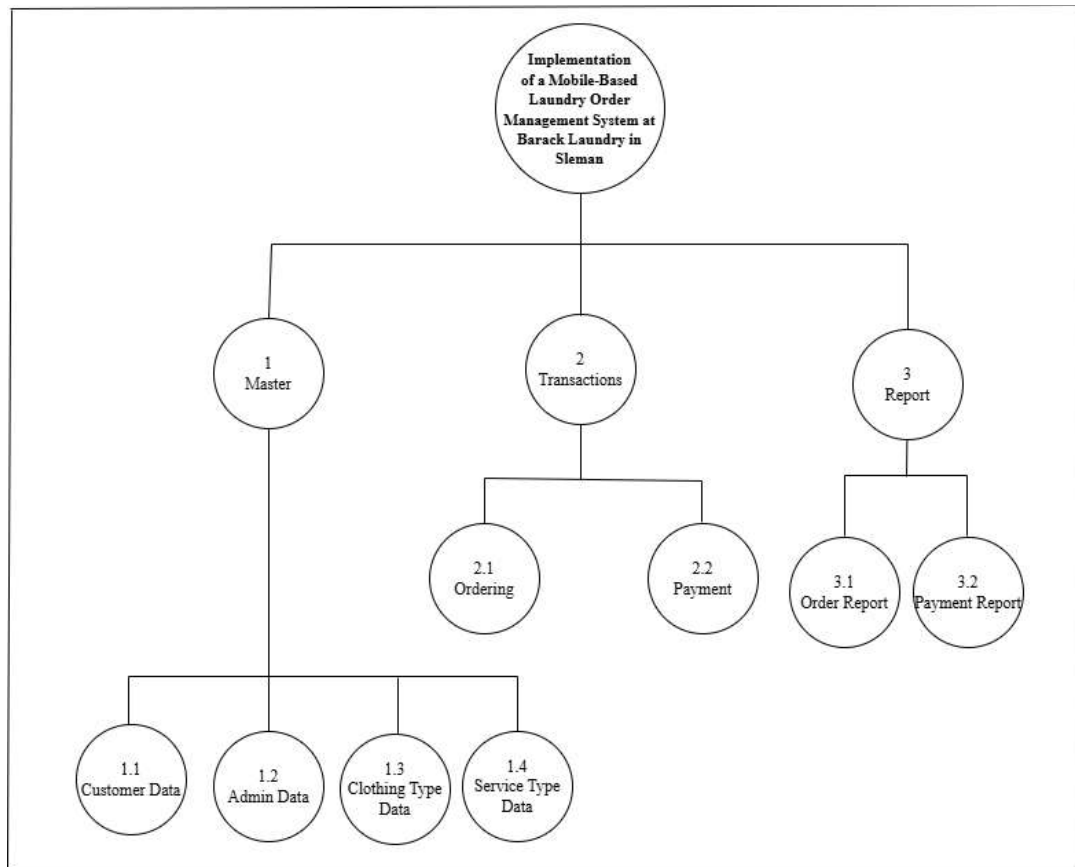 Implementation
of a Mobile-Based
Laundry Order
Management System at
Barack Laundry in
Sleman
1
Master
2
Transactions
3
Report
2.1
Ordering
2.2
Payment
3.1
Order Report
3.2
Payment Report
1.1
Customer Data
1.2
Admin Data
1.3
Clothing Type
Data
1.4
Service Type
Data